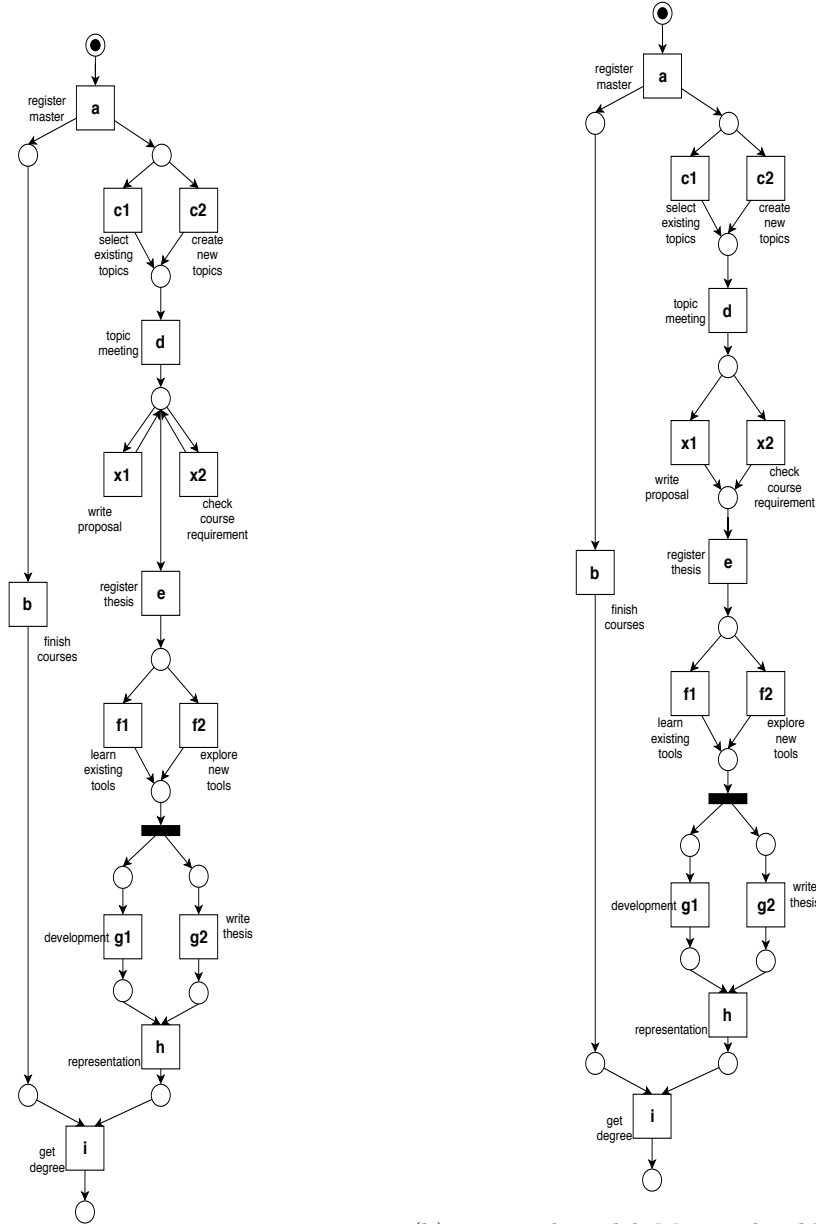 register
master
a
c1
c2
select
existing
topics
create
new
topics
topic
meeting
d
x1
x2
write
proposal
check
course
requirement
b
finish
courses
register
thesis
e
f1
f2
learn
existing
tools
explore
new
tools
development
g1
g2
write
thesis
h
representation
get
degree
i
register
master
a
c1
c2
select
existing
topics
create
new
topics
topic
meeting
d
x1
x2
write
proposal
check
course
requirement
b
finish
courses
register
thesis
e
f1
f2
learn
existing
tools
explore
new
tools
development
g1
g2
write
thesis
h
representation
get
degree
i